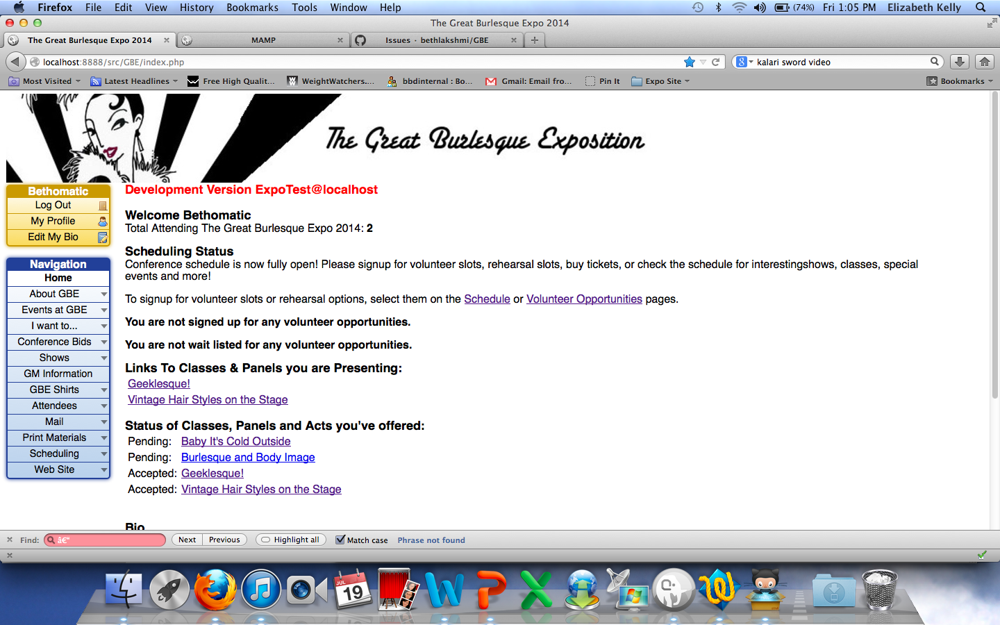 Firefox File Edit View History Bookmarks Tools Window Help (74%) Fri 1:05 PM Elizabeth Kelly
The Great Burlesque Expo 2014
The Great Burlesque Expo 2014 MAMP Issues · bethlakshmi/GBE
localhost:8888/src/GBE/index.php kalari sword video
Most Visited Latest Headlines Free High Qualit... WeightWatchers.... bbdinternal : Bo... Gmail: Email fro... Pin It Expo Site Bookmarks
The Great Burlesque Exposition
Bethomatic
Log Out
My Profile
Edit My Bio
Navigation
Home
About GBE
Events at GBE
I want to...
Conference Bids
Shows
GM Information
GBE Shirts
Attendees
Mail
Print Materials
Scheduling
Web Site
Development Version ExpoTest@localhost
Welcome Bethomatic
Total Attending The Great Burlesque Expo 2014: 2
Scheduling Status
Conference schedule is now fully open! Please signup for volunteer slots, rehearsal slots, buy tickets, or check the schedule for interestingshows, classes, special
events and more!
To signup for volunteer slots or rehearsal options, select them on the Schedule or Volunteer Opportunities pages.
You are not signed up for any volunteer opportunities.
You are not wait listed for any volunteer opportunities.
Links To Classes & Panels you are Presenting:
Geeklesque!
Vintage Hair Styles on the Stage
Status of Classes, Panels and Acts you've offered:
Pending: Baby It's Cold Outside
Pending: Burlesque and Body Image
Accepted: Geeklesque!
Accepted: Vintage Hair Styles on the Stage
Bio
Find: â€“ Next Previous Highlight all Match case Phrase not found
JUL
19